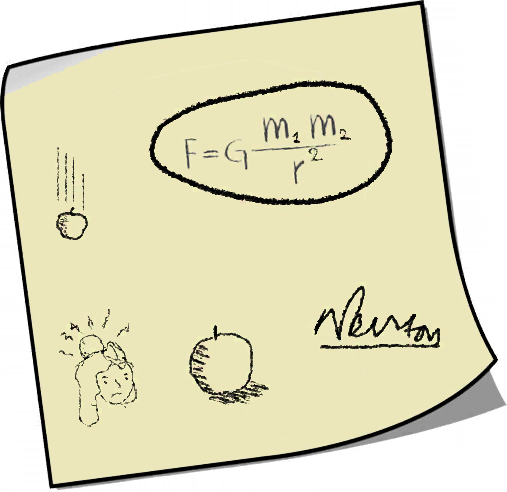 F = G m₁ m₂ / r²
Newton